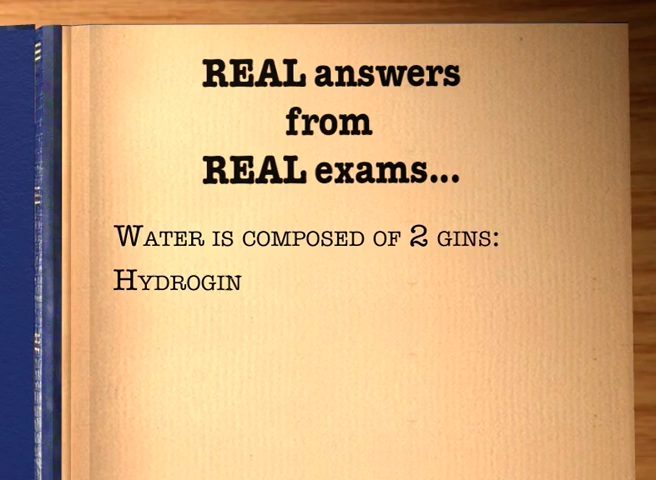 REAL answers
from
REAL exams...
WATER IS COMPOSED OF 2 GINS:
HYDROGIN